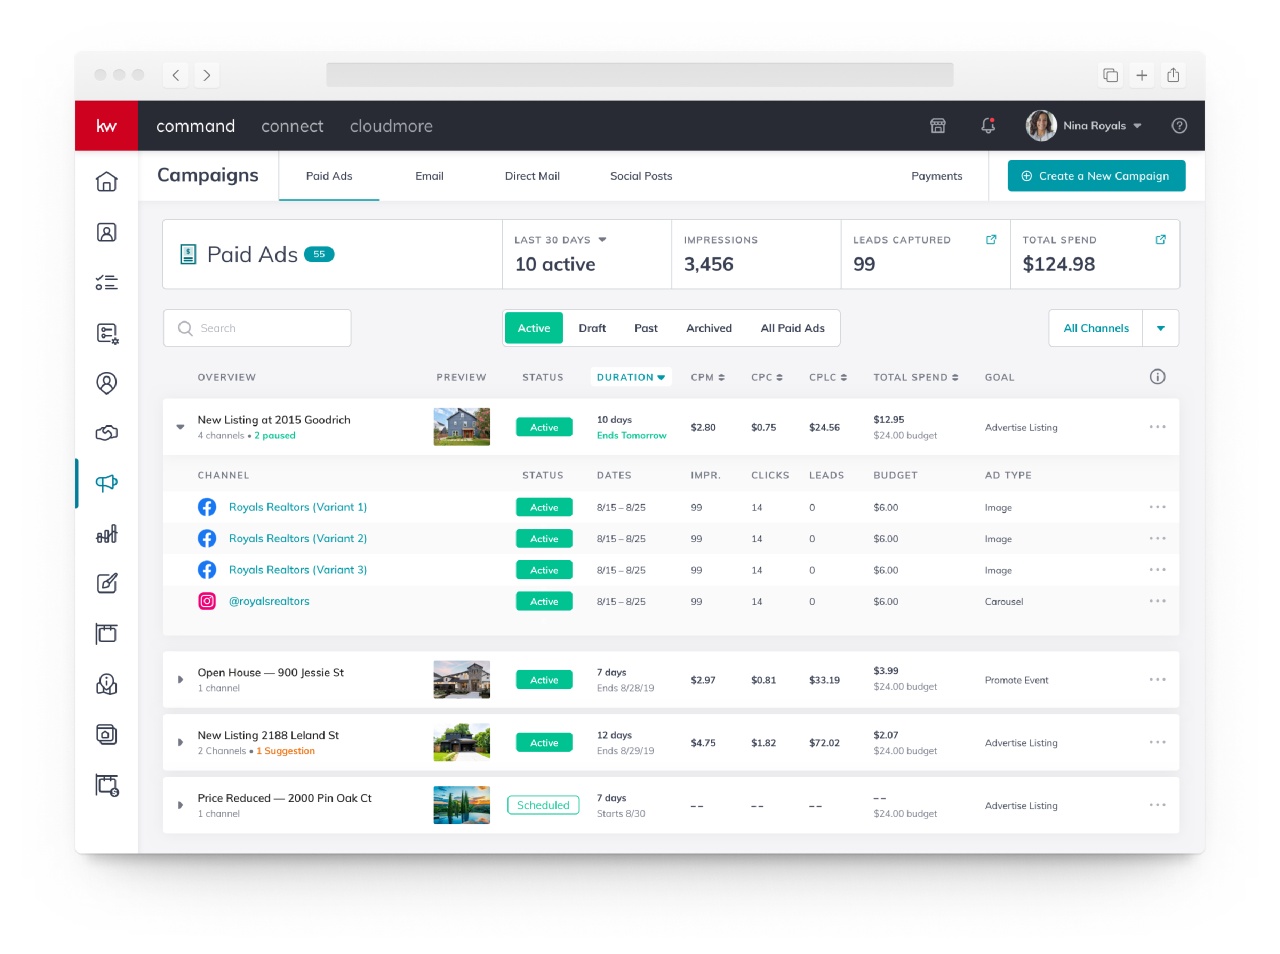 kw command connect cloudmore Nina Royals
Campaigns Paid Ads Email Direct Mail Social Posts Payments Create a New Campaign
Paid Ads 55
LAST 30 DAYS
10 active
IMPRESSIONS
3,456
LEADS CAPTURED
99
TOTAL SPEND
$124.98
Search Active Draft Past Archived All Paid Ads All Channels
OVERVIEW PREVIEW STATUS DURATION CPM CPC CPLC TOTAL SPEND GOAL
New Listing at 2015 Goodrich
4 channels • 2 paused
Active
10 days
Ends Tomorrow
$2.80 $0.75 $24.56
$12.95
$24.00 budget
Advertise Listing
CHANNEL STATUS DATES IMPR. CLICKS LEADS BUDGET AD TYPE
Royals Realtors (Variant 1) Active 8/15 – 8/25 99 14 0 $6.00 Image
Royals Realtors (Variant 2) Active 8/15 – 8/25 99 14 0 $6.00 Image
Royals Realtors (Variant 3) Active 8/15 – 8/25 99 14 0 $6.00 Image
@royalsrealtors Active 8/15 – 8/25 99 14 0 $6.00 Carousel
Open House — 900 Jessie St
1 channel
Active
7 days
Ends 8/28/19
$2.97 $0.81 $33.19
$3.99
$24.00 budget
Promote Event
New Listing 2188 Leland St
2 Channels • 1 Suggestion
Active
12 days
Ends 8/29/19
$4.75 $1.82 $72.02
$2.07
$24.00 budget
Advertise Listing
Price Reduced — 2000 Pin Oak Ct
1 channel
Scheduled
7 days
Starts 8/30
-- -- --
--
$24.00 budget
Advertise Listing